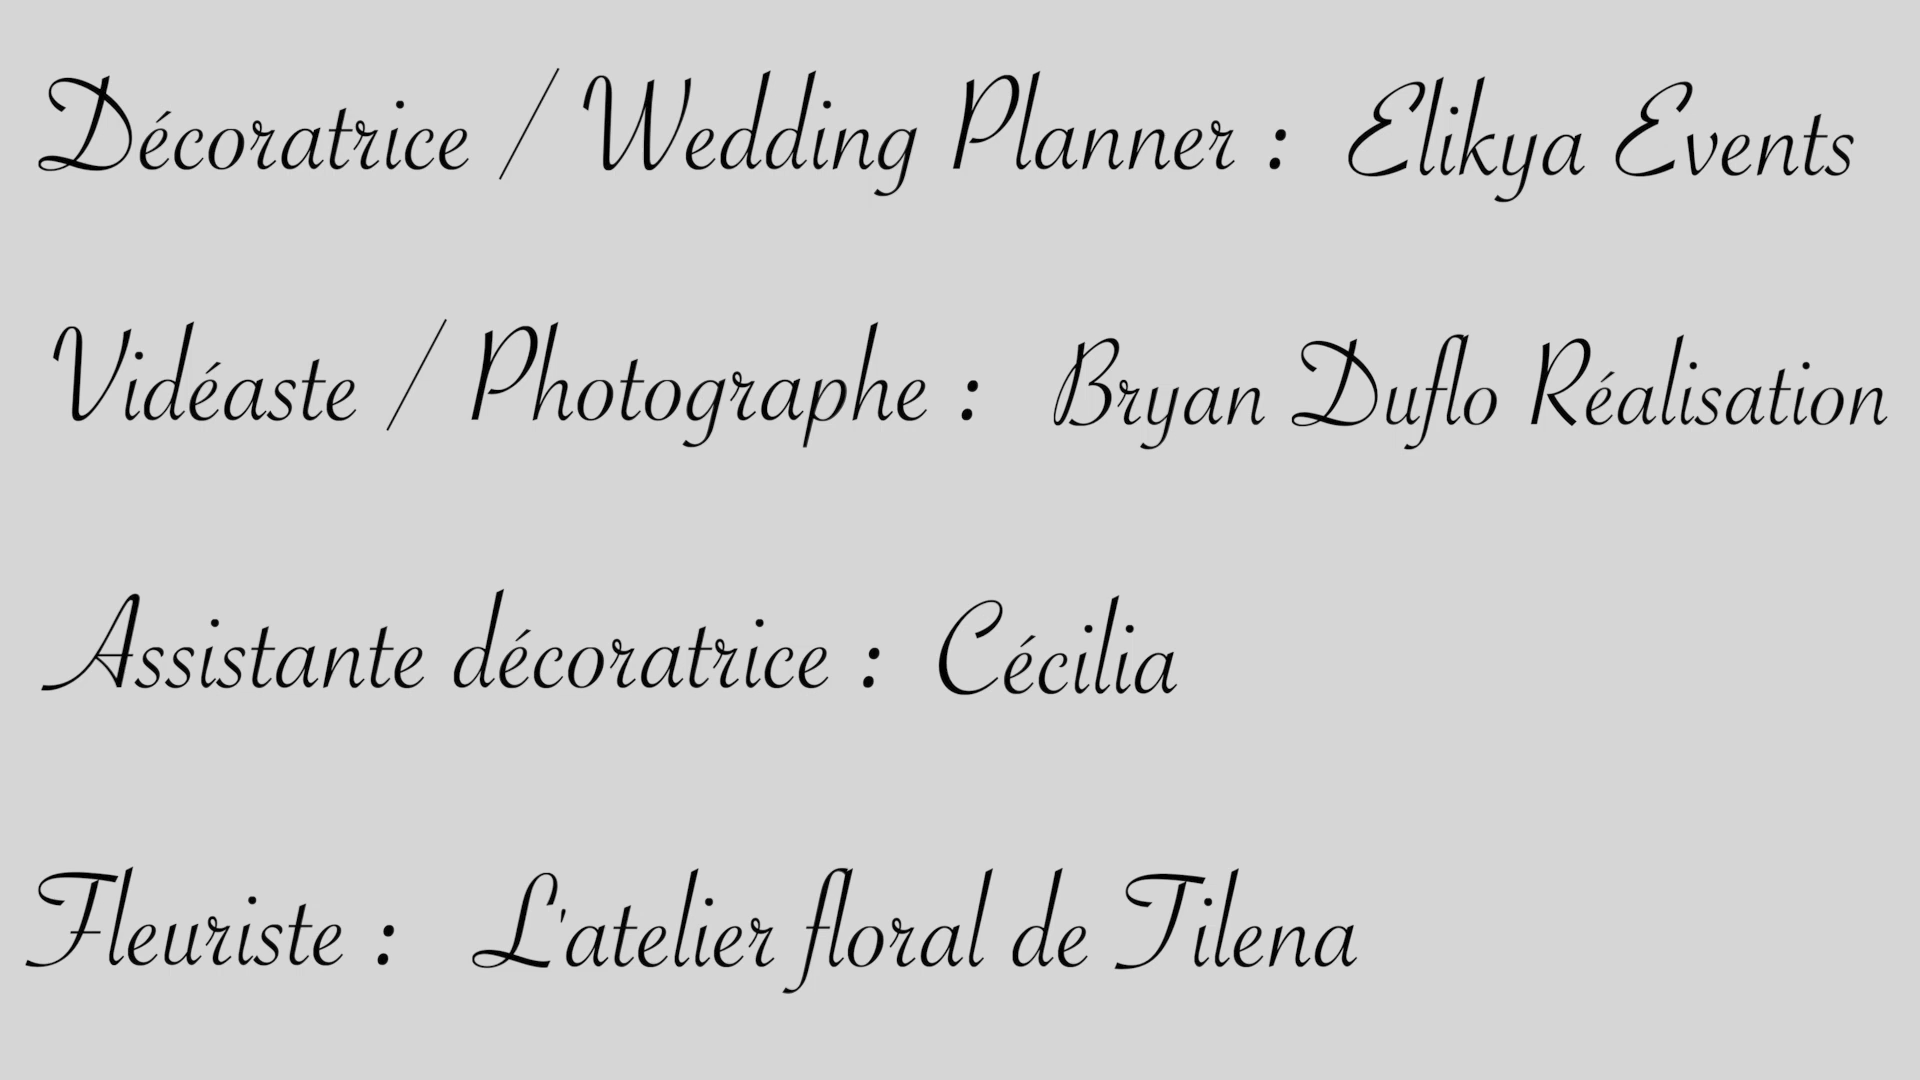 Décoratrice / Wedding Planner : Elikya Events
Vidéaste / Photographe : Bryan Duflo Réalisation
Assistante décoratrice : Cécilia
Fleuriste : L'atelier floral de Tilena